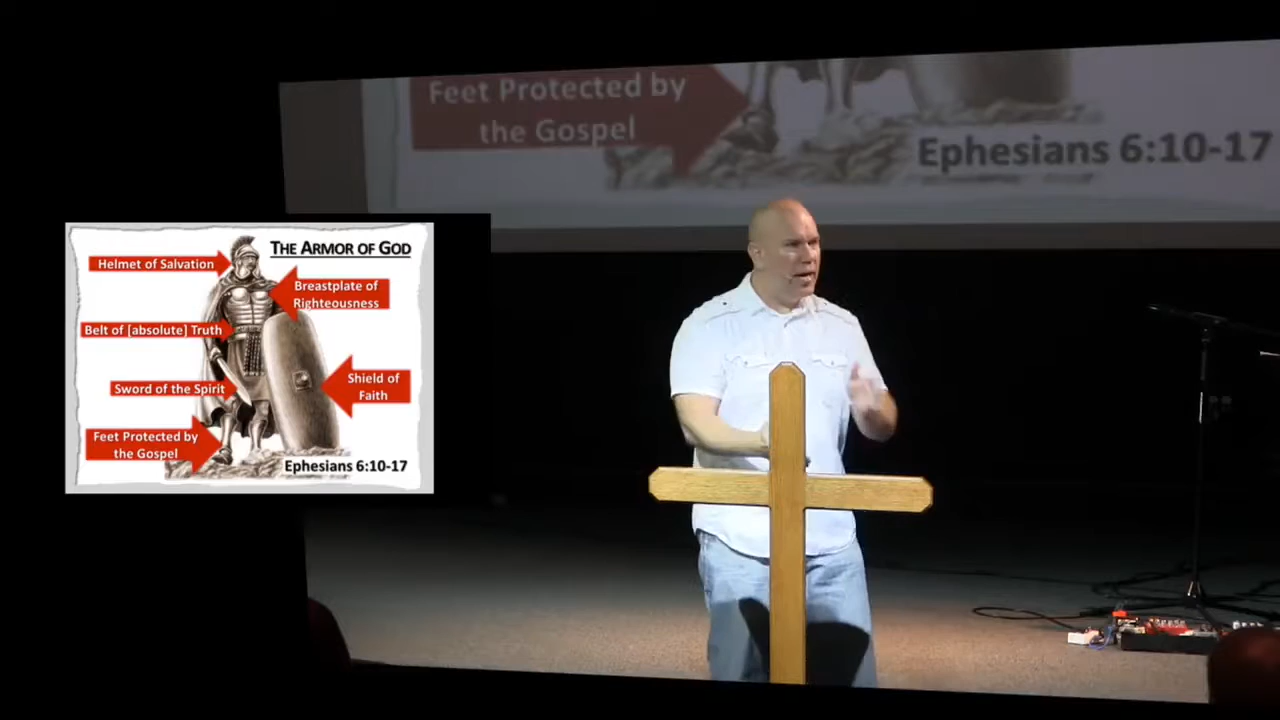 Feet Protected by
the Gospel
Ephesians 6:10-17
THE ARMOR OF GOD
Helmet of Salvation
Breastplate of
Righteousness
Belt of [absolute] Truth
Sword of the Spirit
Shield of
Faith
Feet Protected by
the Gospel
Ephesians 6:10-17